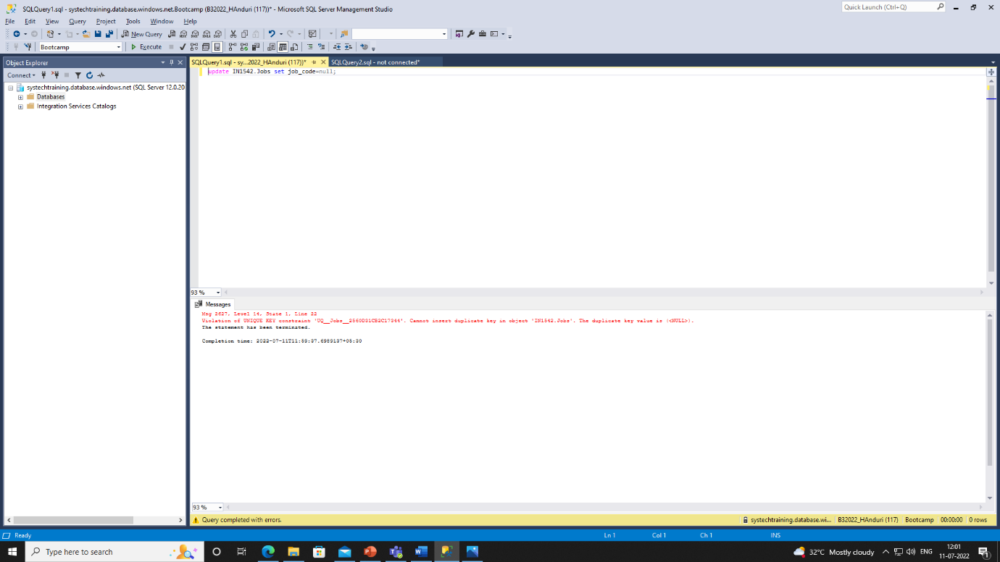 SQLQuery1.sql - systechtraining.database.windows.net.Bootcamp (B32022_HAnduri (117))* - Microsoft SQL Server Management Studio
Quick Launch (Ctrl+Q)
File Edit View Query Project Tools Window Help
New Query
Bootcamp
Execute
Object Explorer
SQLQuery1.sql - sy...2022_HAnduri (117))*
SQLQuery2.sql - not connected*
Connect
update IN1542.Jobs set job_code=null;
systechtraining.database.windows.net (SQL Server 12.0.20
Databases
Integration Services Catalogs
93 %
Messages
Msg 2627, Level 14, State 1, Line 22
Violation of UNIQUE KEY constraint 'UQ__Jobs__2560D31CB2C17344'. Cannot insert duplicate key in object 'IN1542.Jobs'. The duplicate key value is (<NULL>).
The statement has been terminated.
Completion time: 2022-07-11T11:59:37.6989137+05:30
93 %
Query completed with errors.
systechtraining.database.wi...
B32022_HAnduri (117)
Bootcamp
00:00:00
0 rows
Ready
Ln 1
Col 1
Ch 1
INS
Type here to search
32°C Mostly cloudy
ENG
12:01
11-07-2022
1